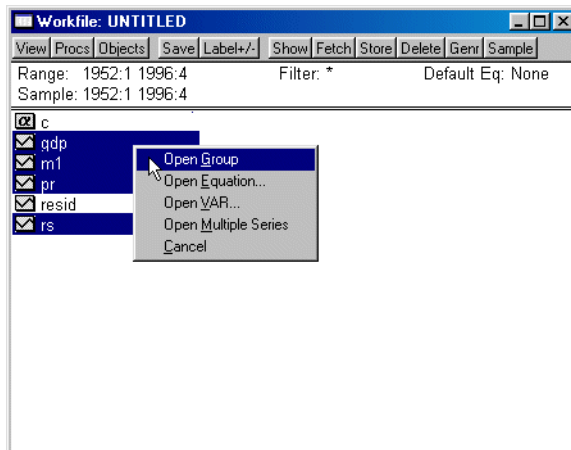 Workfile: UNTITLED
View Procs Objects Save Label+/- Show Fetch Store Delete Genr Sample
Range: 1952:1 1996:4 Filter: * Default Eq: None
Sample: 1952:1 1996:4
α c
gdp
m1
pr
resid
rs
Open Group
Open Equation...
Open VAR...
Open Multiple Series
Cancel